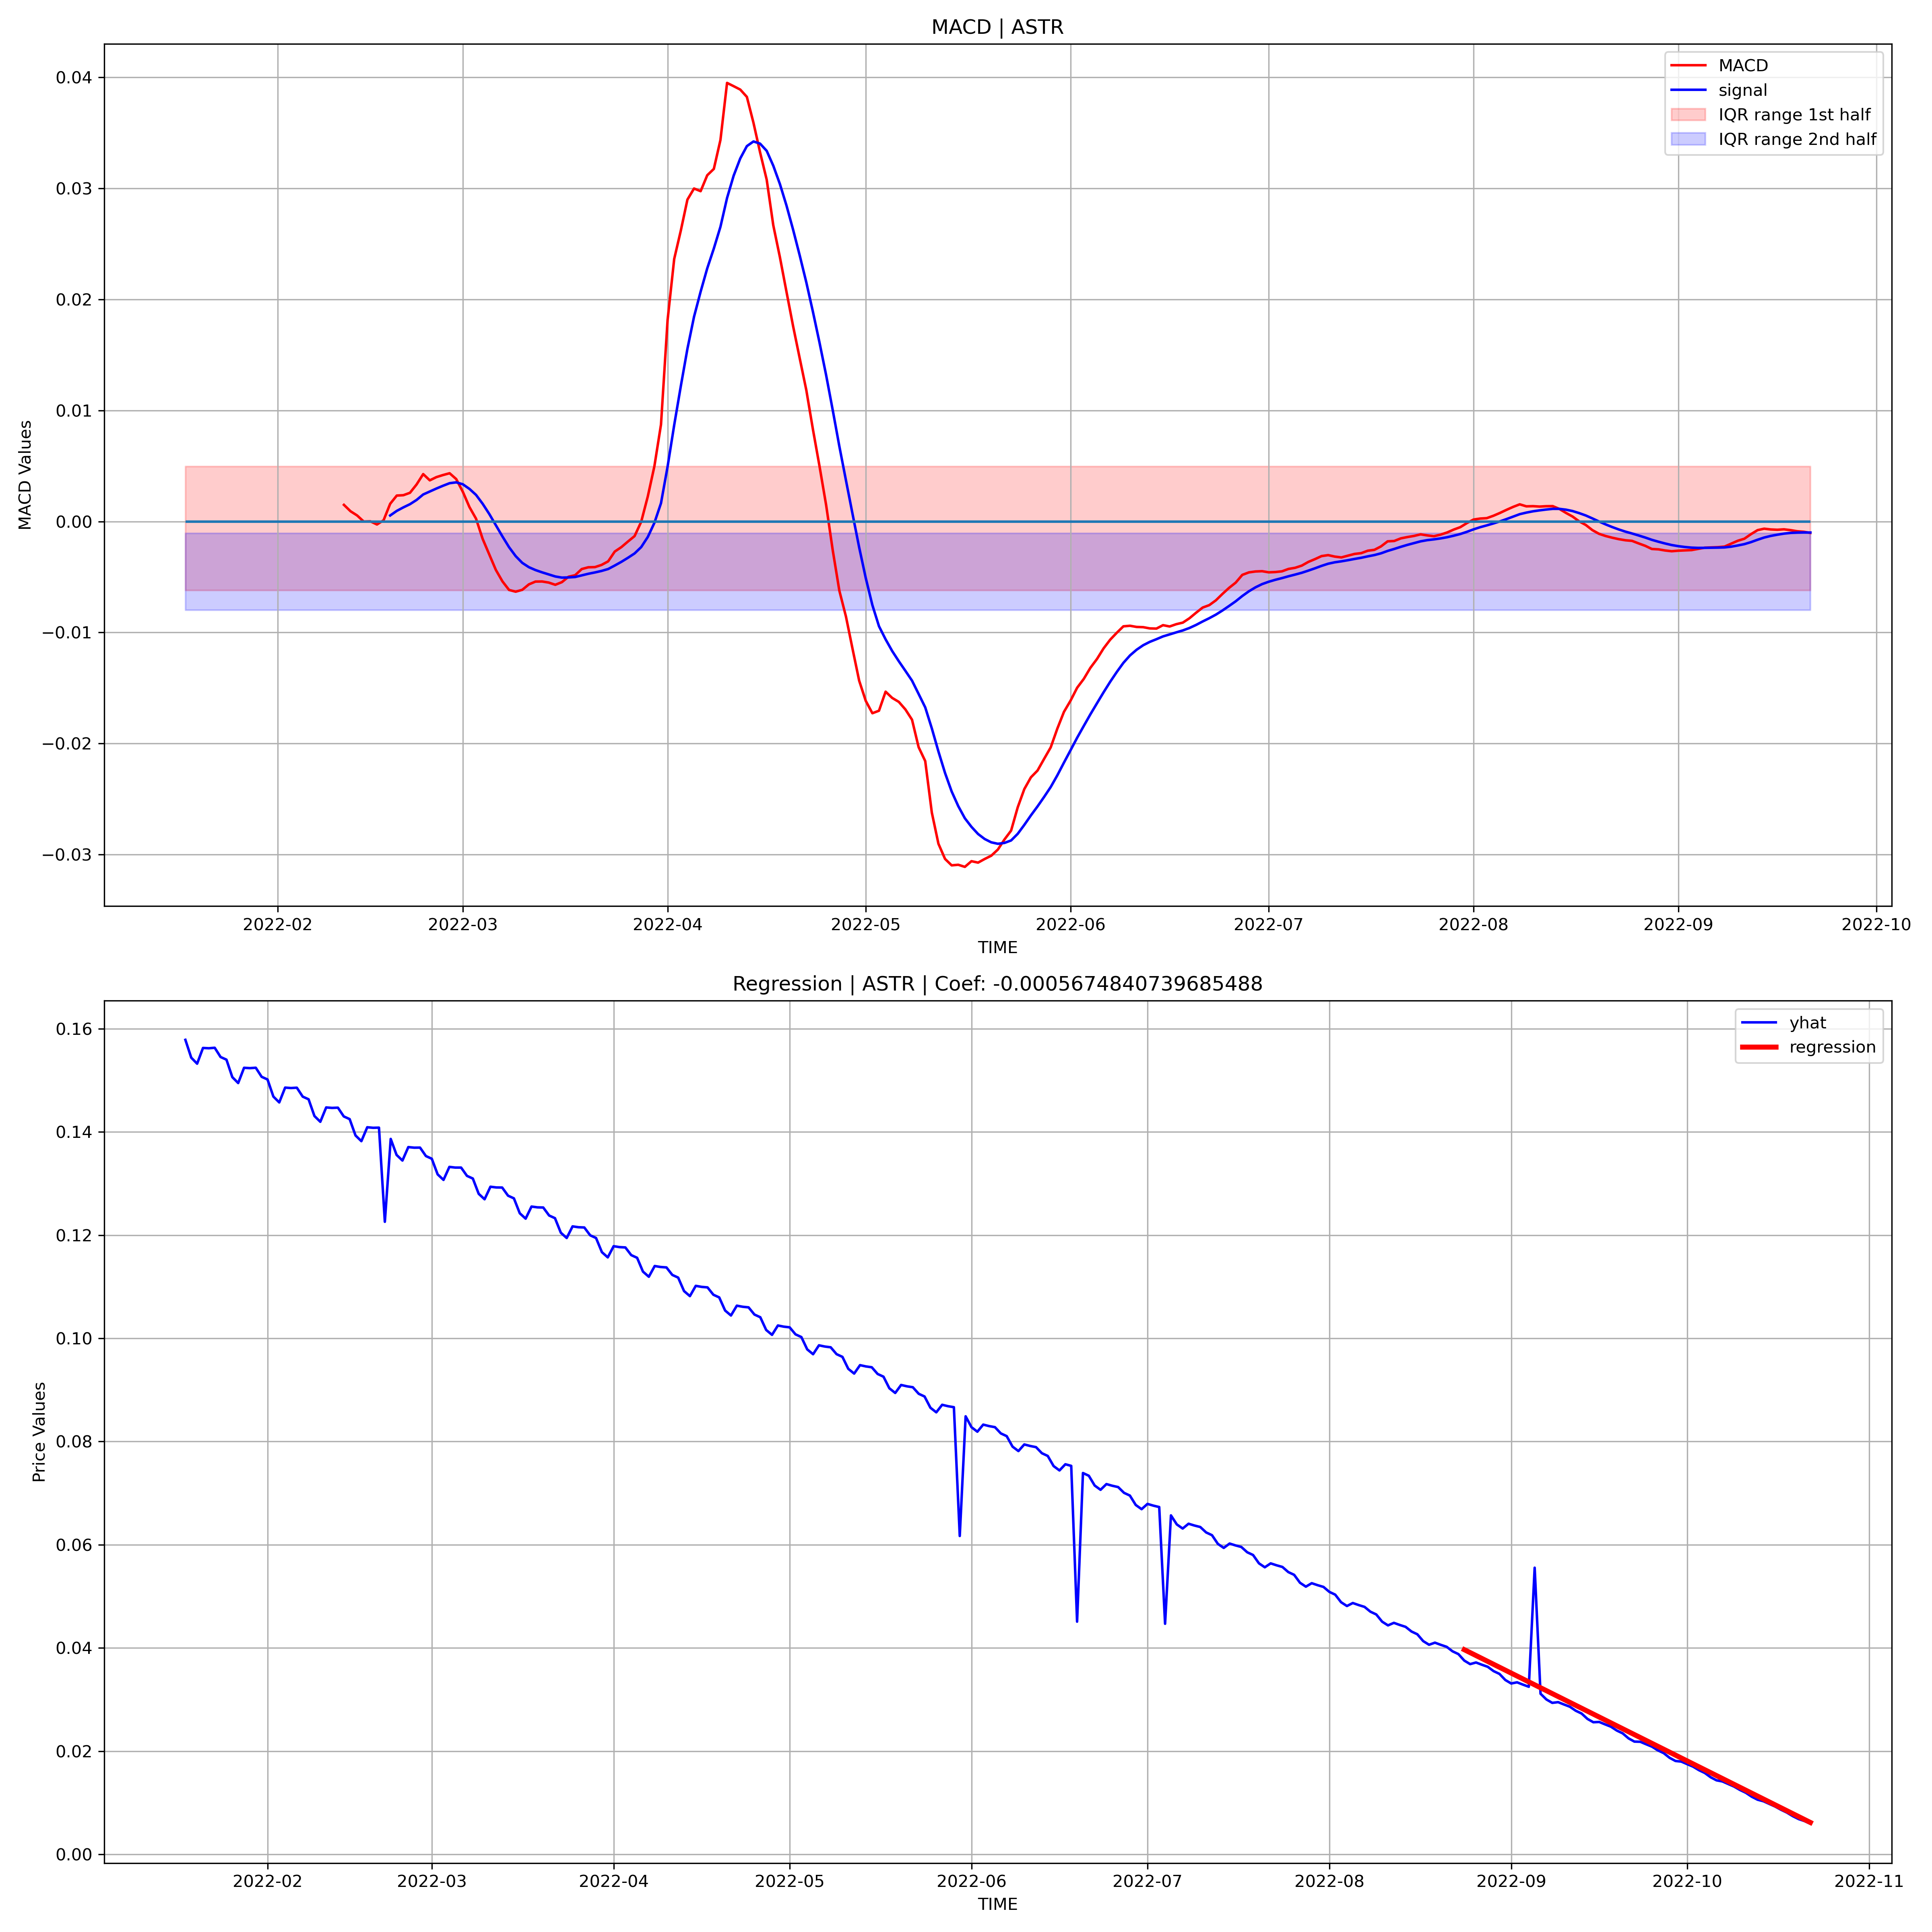 MACD | ASTR
MACD
signal
IQR range 1st half
IQR range 2nd half
0.04
0.03
0.02
0.01
0.00
−0.01
−0.02
−0.03
MACD Values
2022-02 2022-03 2022-04 2022-05 2022-06 2022-07 2022-08 2022-09 2022-10
TIME
Regression | ASTR | Coef: -0.0005674840739685488
yhat
regression
0.16
0.14
0.12
0.10
0.08
0.06
0.04
0.02
0.00
Price Values
2022-02 2022-03 2022-04 2022-05 2022-06 2022-07 2022-08 2022-09 2022-10 2022-11
TIME